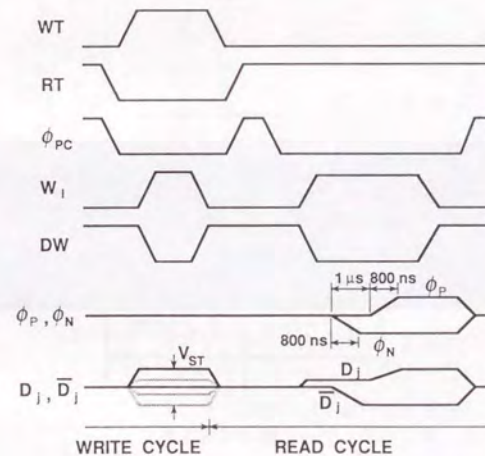 WT
RT
ϕPC
WI
DW
1 μs 800 ns
ϕP
ϕP , ϕN
800 ns
ϕN
VST
Dj
Dj , D̅j
D̅j
WRITE CYCLE READ CYCLE